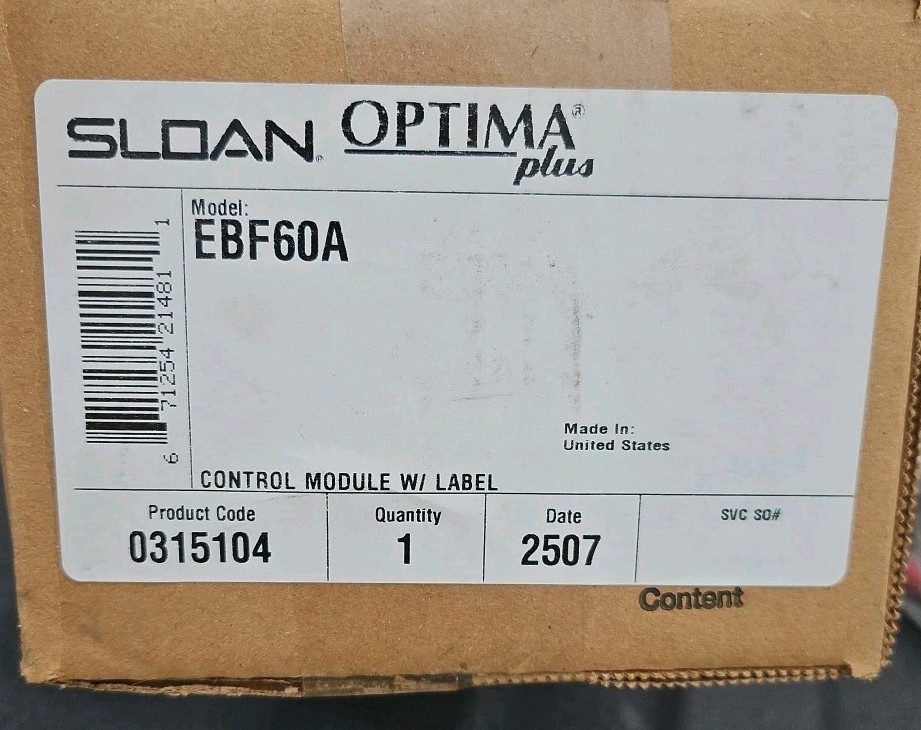 SLOAN® OPTIMA®
plus
Model:
EBF60A
6 71254 21481 1
Made In:
United States
CONTROL MODULE W/ LABEL
Product Code
0315104
Quantity
1
Date
2507
SVC SO#
Content